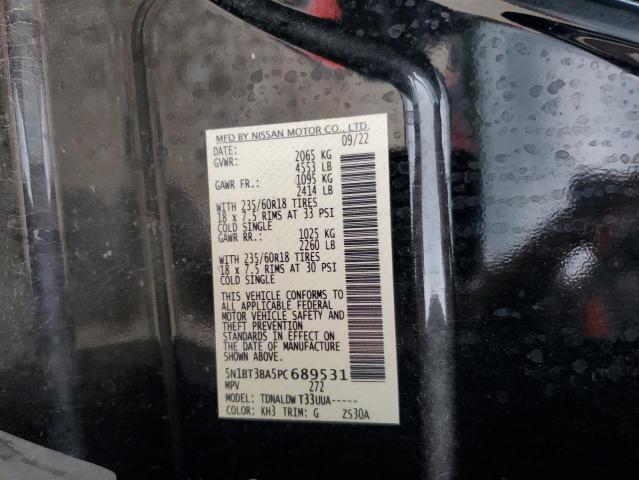 MFD BY NISSAN MOTOR CO., LTD.
DATE: 09/22
GVWR: 2065 KG
4553 LB
GAWR FR.: 1095 KG
2414 LB
WITH 235/60R18 TIRES
18 x 7.5 RIMS AT 33 PSI
COLD SINGLE
GAWR RR.: 1025 KG
2260 LB
WITH 235/60R18 TIRES
18 x 7.5 RIMS AT 30 PSI
COLD SINGLE
THIS VEHICLE CONFORMS TO
ALL APPLICABLE FEDERAL
MOTOR VEHICLE SAFETY AND
THEFT PREVENTION
STANDARDS IN EFFECT ON
THE DATE OF MANUFACTURE
SHOWN ABOVE.
5N1BT3BA5PC689531
MPV 272
MODEL: TDNALDW T33UUA-----
COLOR: KH3 TRIM: G ZS30A